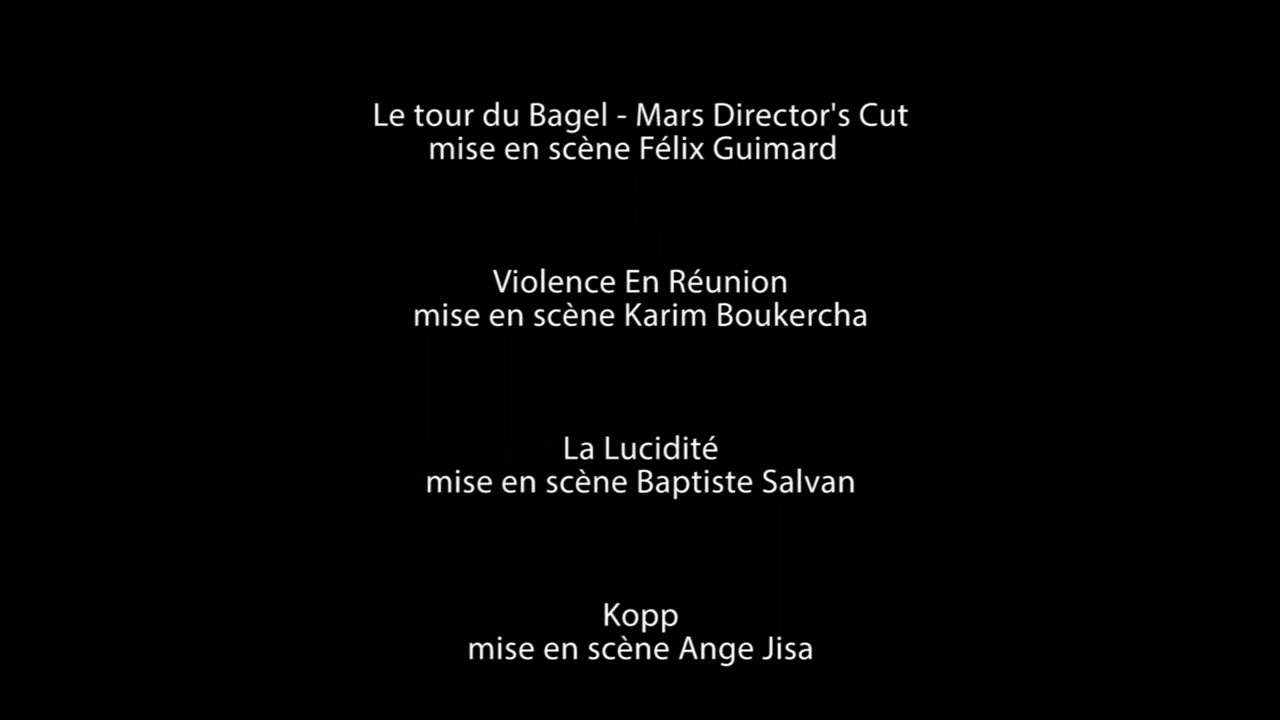 Le tour du Bagel - Mars Director's Cut
mise en scène Félix Guimard
Violence En Réunion
mise en scène Karim Boukercha
La Lucidité
mise en scène Baptiste Salvan
Kopp
mise en scène Ange Jisa